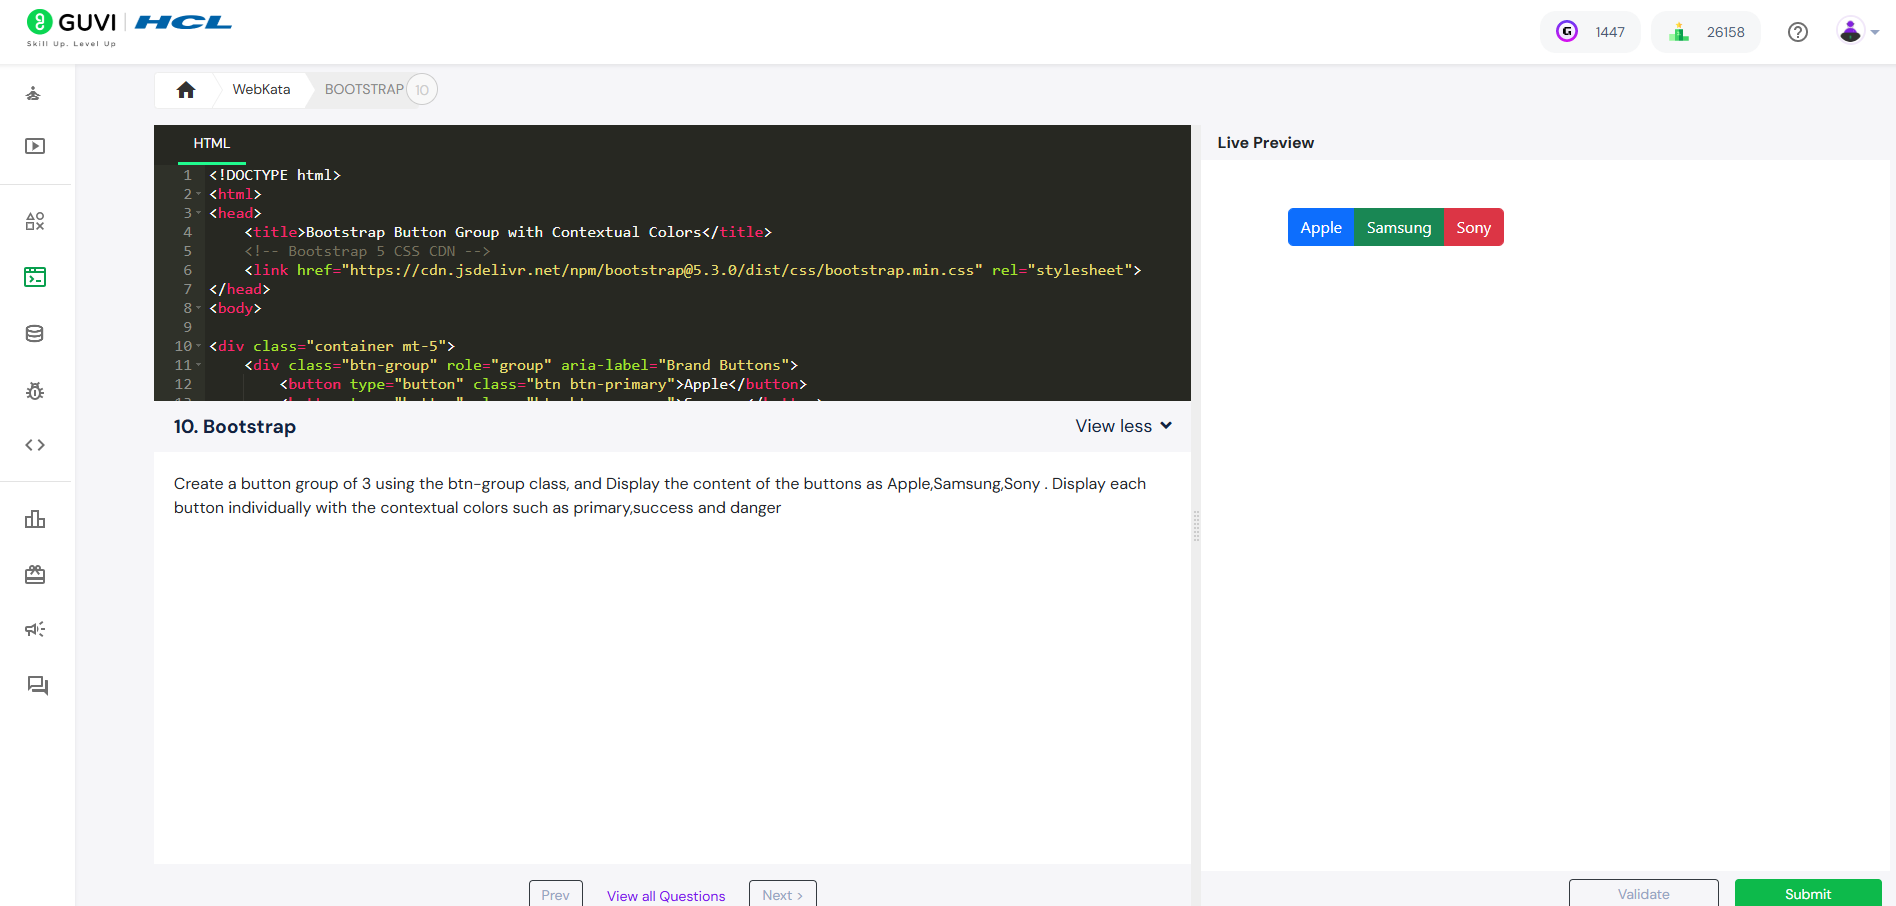 GUVI | HCL
Skill Up. Level Up
1447
26158
WebKata
BOOTSTRAP 10
HTML
1 <!DOCTYPE html>
2 <html>
3 <head>
4 <title>Bootstrap Button Group with Contextual Colors</title>
5 <!-- Bootstrap 5 CSS CDN -->
6 <link href="https://cdn.jsdelivr.net/npm/bootstrap@5.3.0/dist/css/bootstrap.min.css" rel="stylesheet">
7 </head>
8 <body>
9
10 <div class="container mt-5">
11 <div class="btn-group" role="group" aria-label="Brand Buttons">
12 <button type="button" class="btn btn-primary">Apple</button>
10. Bootstrap
View less
Create a button group of 3 using the btn-group class, and Display the content of the buttons as Apple,Samsung,Sony . Display each
button individually with the contextual colors such as primary,success and danger
Prev
View all Questions
Next >
Live Preview
Apple
Samsung
Sony
Validate
Submit